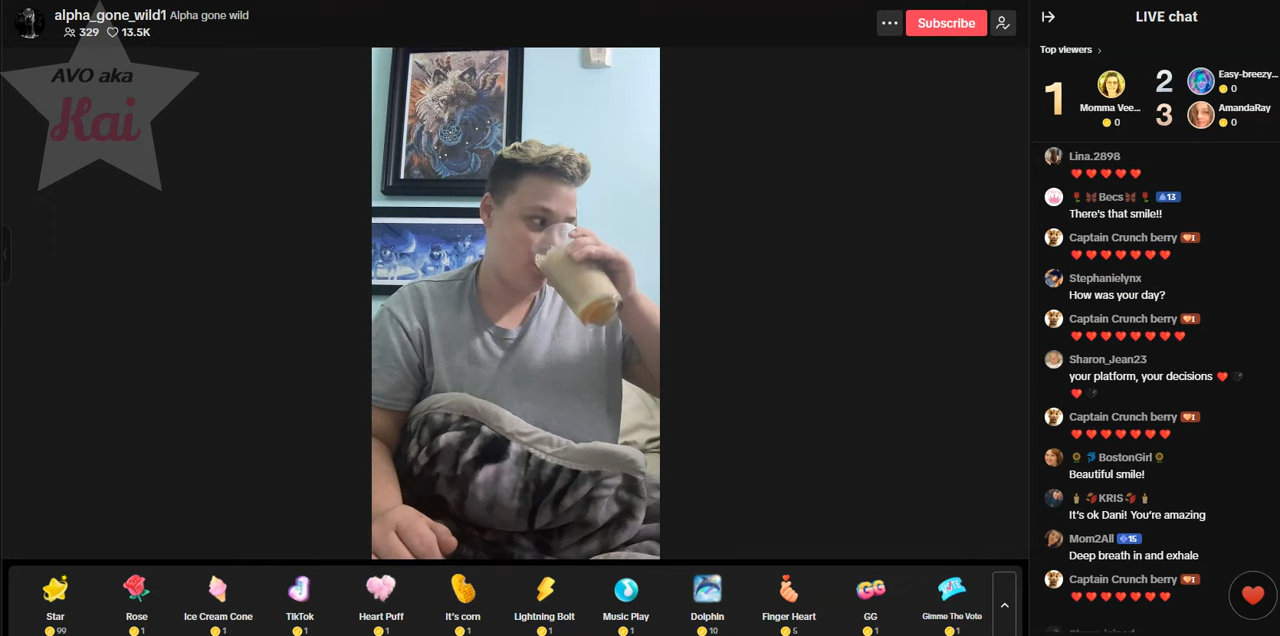 alpha_gone_wild1 Alpha gone wild
329 13.5K
Subscribe
AVO aka
Kai
LIVE chat
Top viewers >
1
Momma Vee...
0
2
Easy-breezy...
0
3
AmandaRay
0
Lina.2898
Becs 13
There's that smile!!
Captain Crunch berry I
Stephanielynx
How was your day?
Captain Crunch berry I
Sharon_Jean23
your platform, your decisions
Captain Crunch berry I
BostonGirl
Beautiful smile!
KRIS
It's ok Dani! You're amazing
Mom2All 15
Deep breath in and exhale
Captain Crunch berry I
Star
99
Rose
1
Ice Cream Cone
1
TikTok
1
Heart Puff
1
It's corn
1
Lightning Bolt
1
Music Play
1
Dolphin
10
Finger Heart
5
GG
GG
1
Gimme The Vote
1